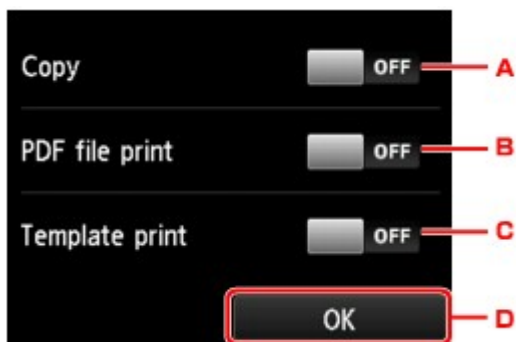 Copy OFF A
PDF file print OFF B
Template print OFF C
OK D